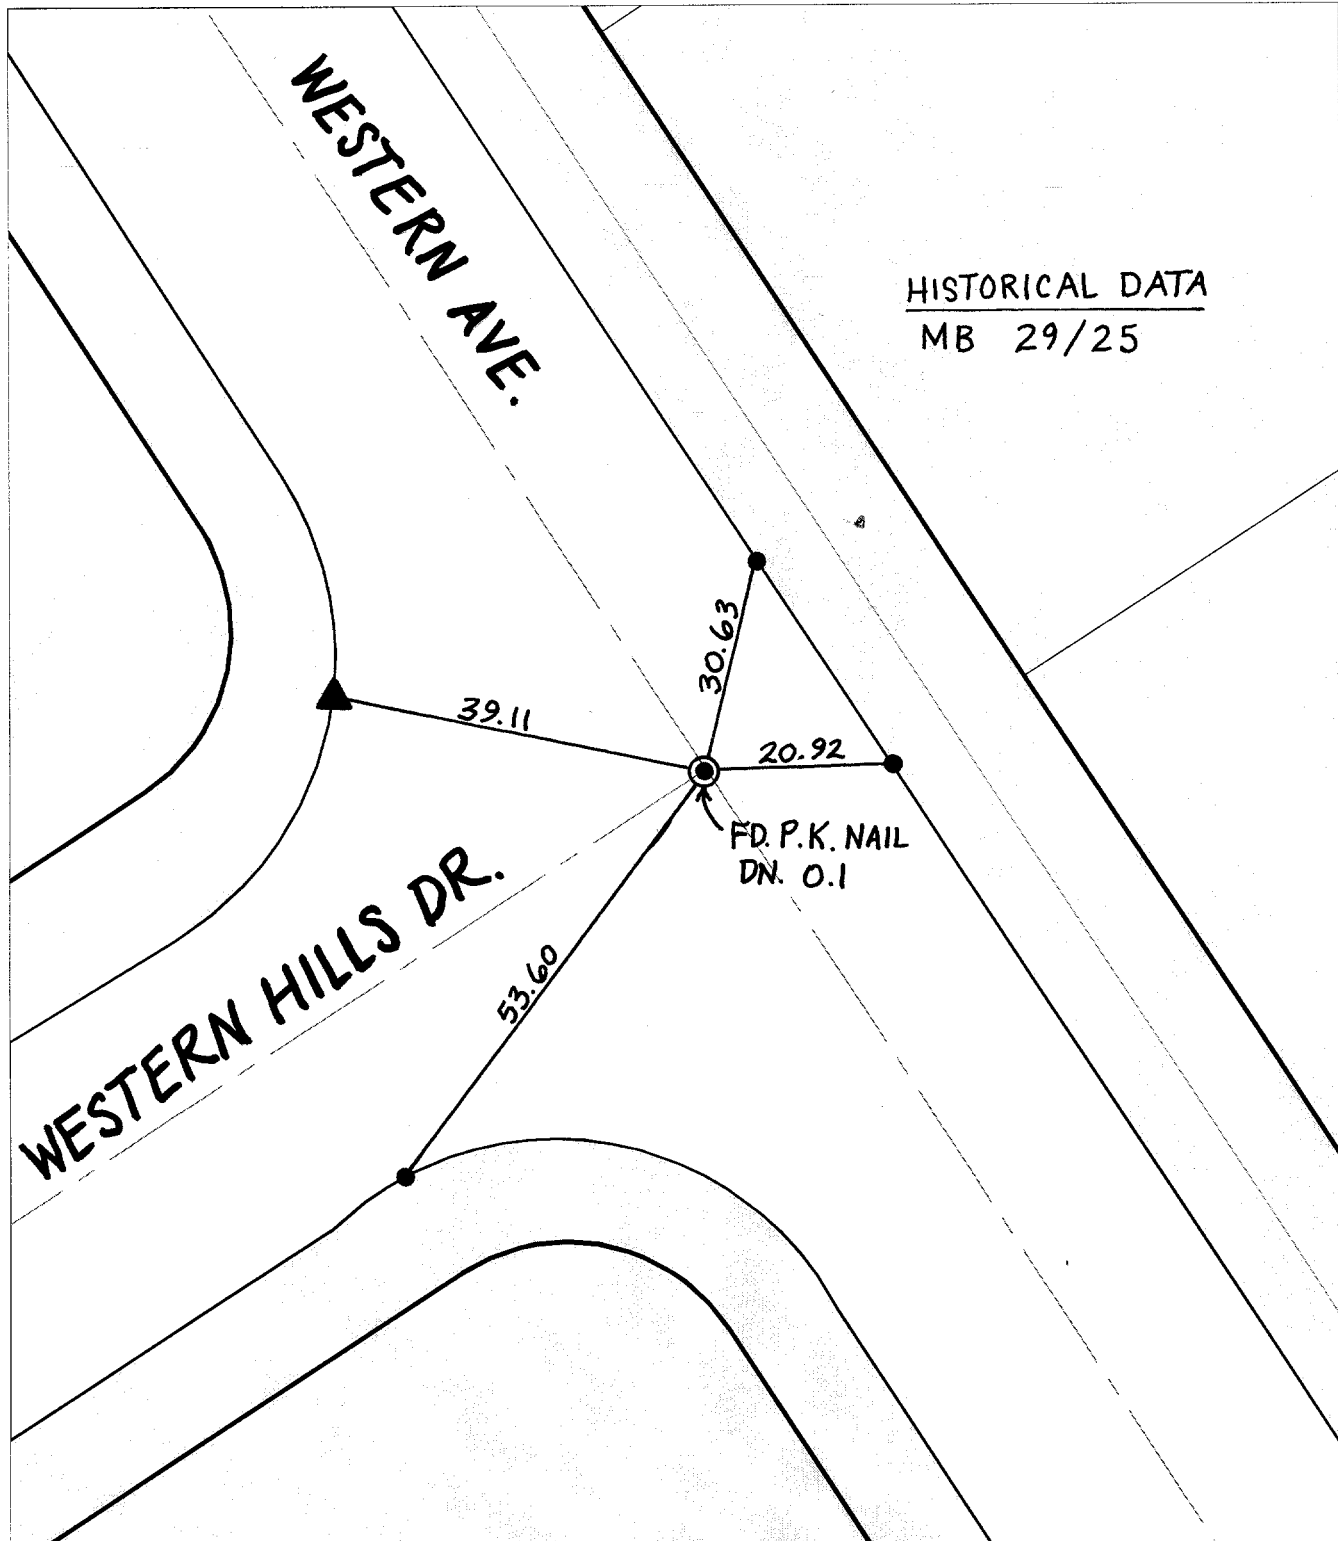 WESTERN AVE.
HISTORICAL DATA
MB 29/25
30.63
39.11
20.92
FD. P.K. NAIL
DN. 0.1
53.60
WESTERN HILLS DR.